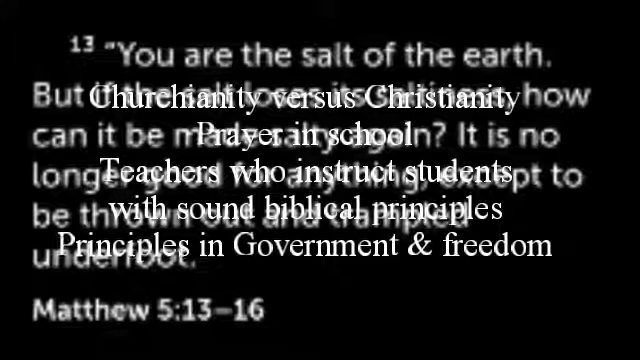 13 "You are the salt of the earth.
But if the salt loses its saltiness, how
Churchianity versus Christianity
can it be made salty again? It is no
Prayer in school
longer good for anything, except to
Teachers who instruct students
be thrown out and trampled
with sound biblical principles
underfoot.
Principles in Government & freedom
Matthew 5:13–16